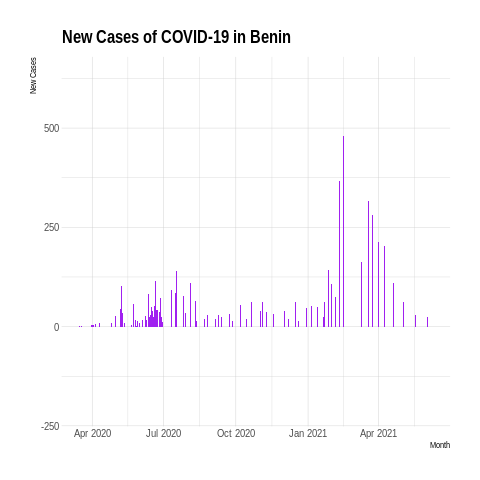 New Cases of COVID-19 in Benin
New Cases
500
250
0
-250
Apr 2020 Jul 2020 Oct 2020 Jan 2021 Apr 2021
Month